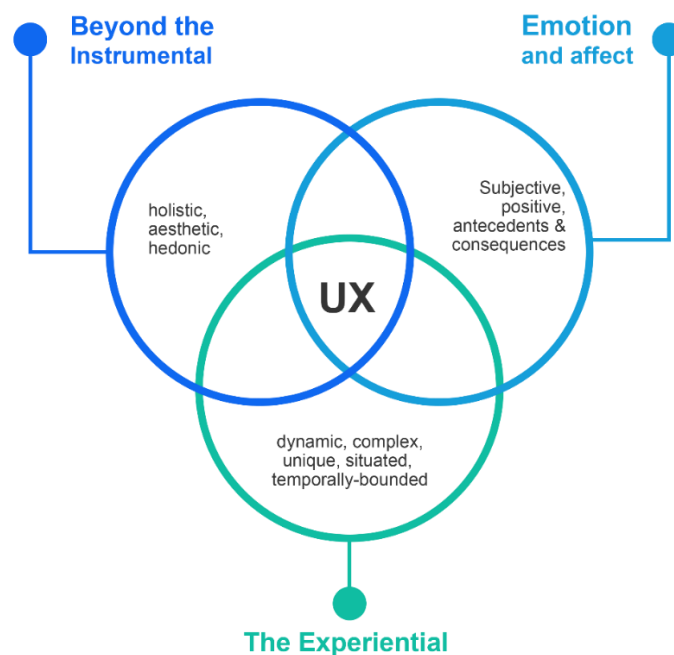 Beyond the
Instrumental
Emotion
and affect
holistic,
aesthetic,
hedonic
Subjective,
positive,
antecedents &
consequences
UX
dynamic, complex,
unique, situated,
temporally-bounded
The Experiential